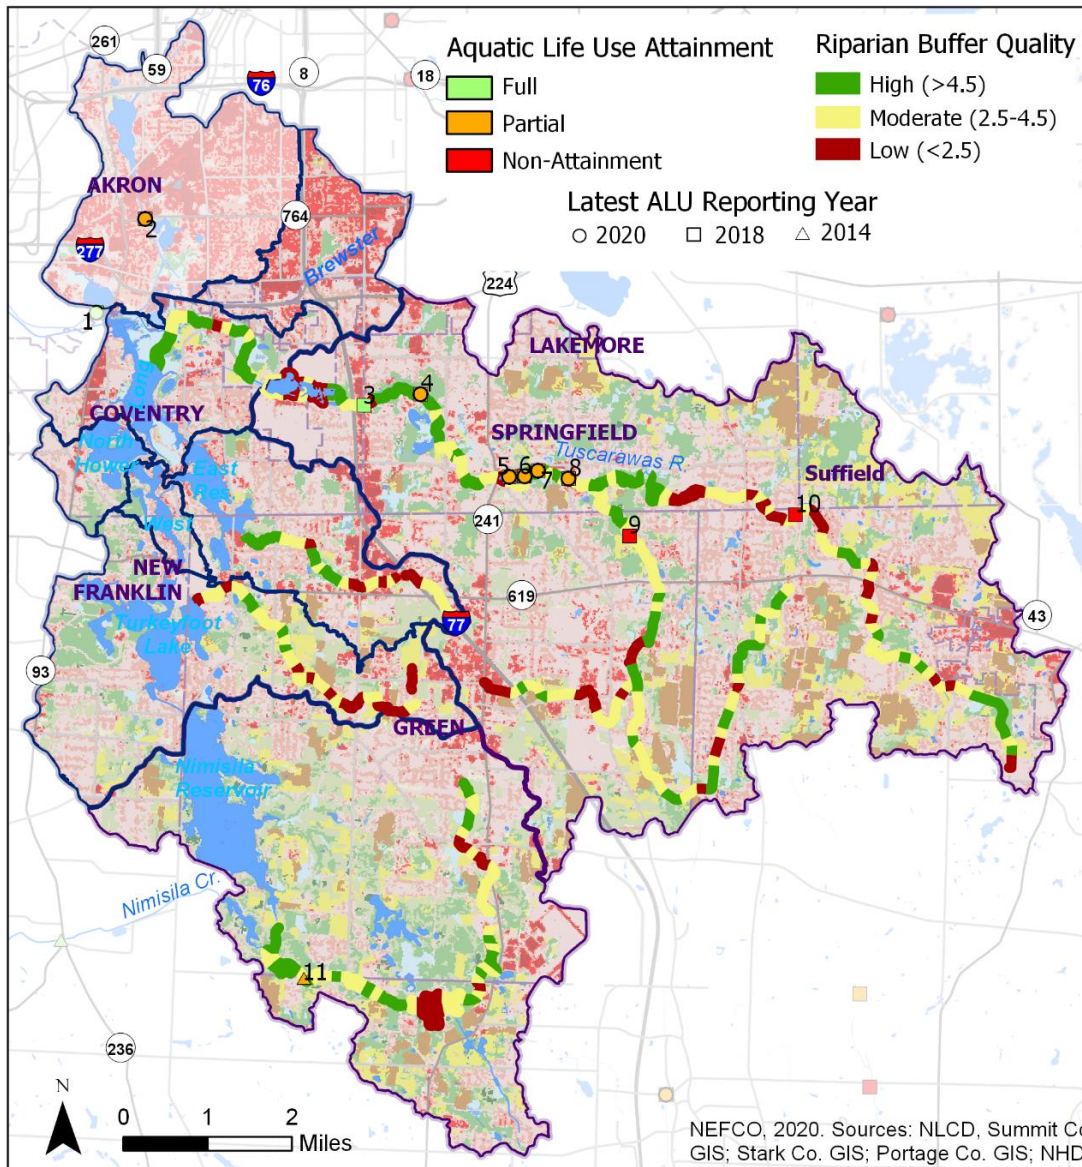 Aquatic Life Use Attainment
Full
Partial
Non-Attainment
Riparian Buffer Quality
High (>4.5)
Moderate (2.5-4.5)
Low (<2.5)
Latest ALU Reporting Year
2020
2018
2014
261
59
76
8
18
AKRON
2
764
277
Brewster
224
1
LAKEMORE
Long
3
4
COVENTRY
North
Hower
East
Res.
SPRINGFIELD
Tuscarawas R.
5
6
7
8
Suffield
10
West
241
9
NEW
FRANKLIN
619
Turkeyfoot
Lake
77
43
93
GREEN
Nimisila
Reservoir
Nimisila Cr.
11
236
N
0
1
2
Miles
NEFCO, 2020. Sources: NLCD, Summit Co
GIS; Stark Co. GIS; Portage Co. GIS; NHD